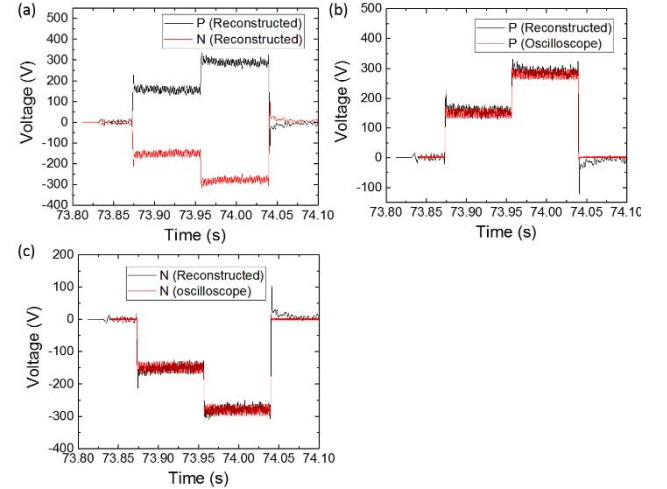 (a)
Voltage (V)
400
300
200
100
0
-100
-200
-300
-400
P (Reconstructed)
N (Reconstructed)
73.80 73.85 73.90 73.95 74.00 74.05 74.10
Time (s)
(b)
Voltage (V)
400
300
200
100
0
-100
P (Reconstructed)
P (Oscilloscope)
73.80 73.85 73.90 73.95 74.00 74.05 74.10
Time (s)
(c)
Voltage (V)
200
100
0
-100
-200
-300
-400
N (Reconstructed)
N (oscilloscope)
73.80 73.85 73.90 73.95 74.00 74.05 74.10
Time (s)